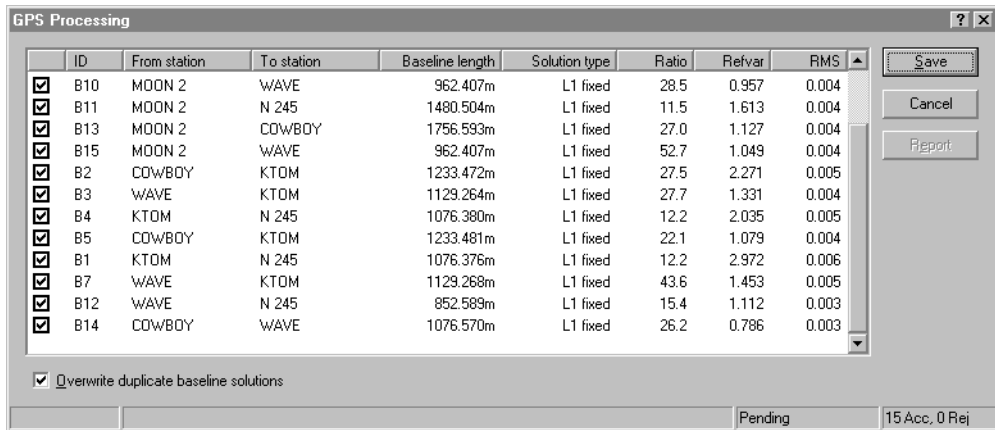 GPS Processing
ID From station To station Baseline length Solution type Ratio Refvar RMS
B10 MOON 2 WAVE 962.407m L1 fixed 28.5 0.957 0.004
B11 MOON 2 N 245 1480.504m L1 fixed 11.5 1.613 0.004
B13 MOON 2 COWBOY 1756.593m L1 fixed 27.0 1.127 0.004
B15 MOON 2 WAVE 962.407m L1 fixed 52.7 1.049 0.004
B2 COWBOY KTOM 1233.472m L1 fixed 27.5 2.271 0.005
B3 WAVE KTOM 1129.264m L1 fixed 27.7 1.331 0.004
B4 KTOM N 245 1076.380m L1 fixed 12.2 2.035 0.005
B5 COWBOY KTOM 1233.481m L1 fixed 22.1 1.079 0.004
B1 KTOM N 245 1076.376m L1 fixed 12.2 2.972 0.006
B7 WAVE KTOM 1129.268m L1 fixed 43.6 1.453 0.005
B12 WAVE N 245 852.589m L1 fixed 15.4 1.112 0.003
B14 COWBOY WAVE 1076.570m L1 fixed 26.2 0.786 0.003
Save
Cancel
Report
Overwrite duplicate baseline solutions
Pending 15 Acc, 0 Rej